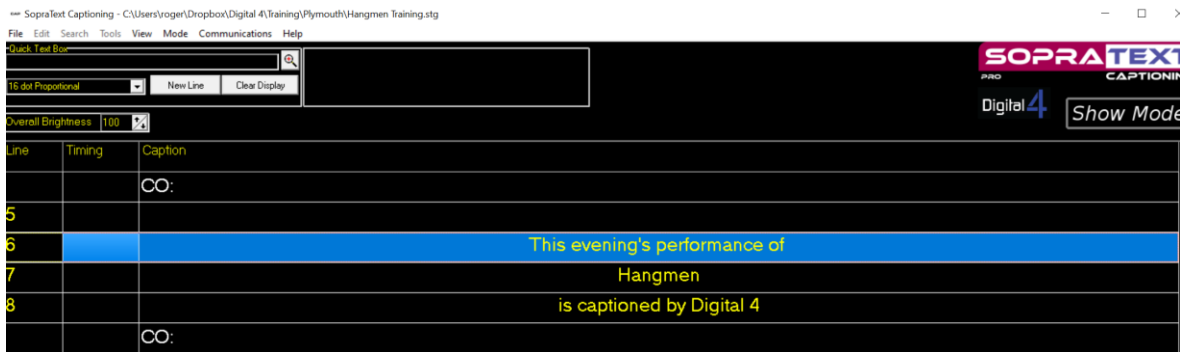 SopraText Captioning - C:\Users\roger\Dropbox\Digital 4\Training\Plymouth\Hangmen Training.stg
File Edit Search Tools View Mode Communications Help
Quick Text Box
16 dot Proportional New Line Clear Display
Overall Brightness 100
SOPRATEXT
PRO CAPTIONIN
Digital 4 Show Mode
Line Timing Caption
CO:
5
6 This evening's performance of
7 Hangmen
8 is captioned by Digital 4
CO: